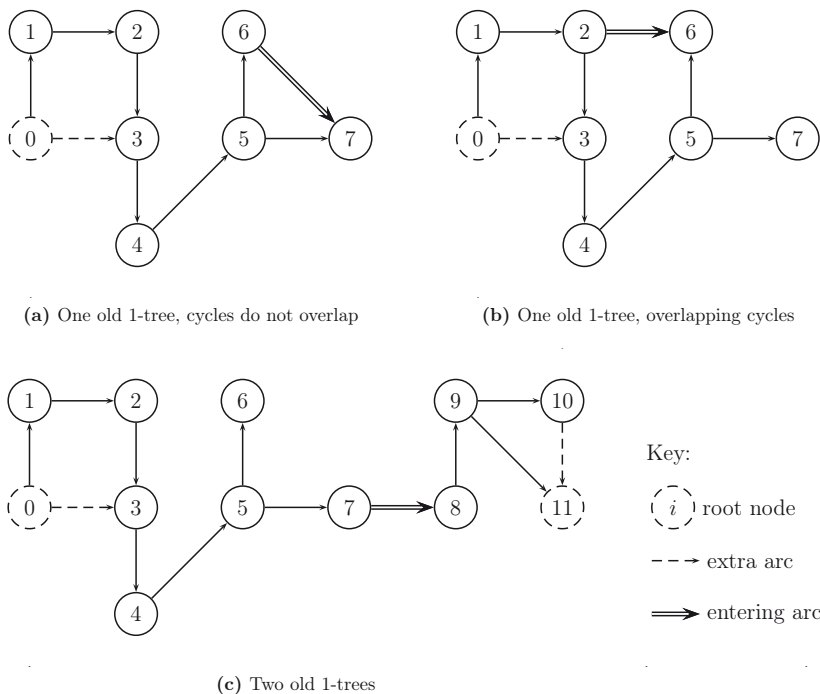 1 2 6
0 3 5 7
4
(a) One old 1-tree, cycles do not overlap
1 2 6
0 3 5 7
4
(b) One old 1-tree, overlapping cycles
1 2 6 9 10
0 3 5 7 8 11
4
(c) Two old 1-trees
Key:
i root node
extra arc
entering arc